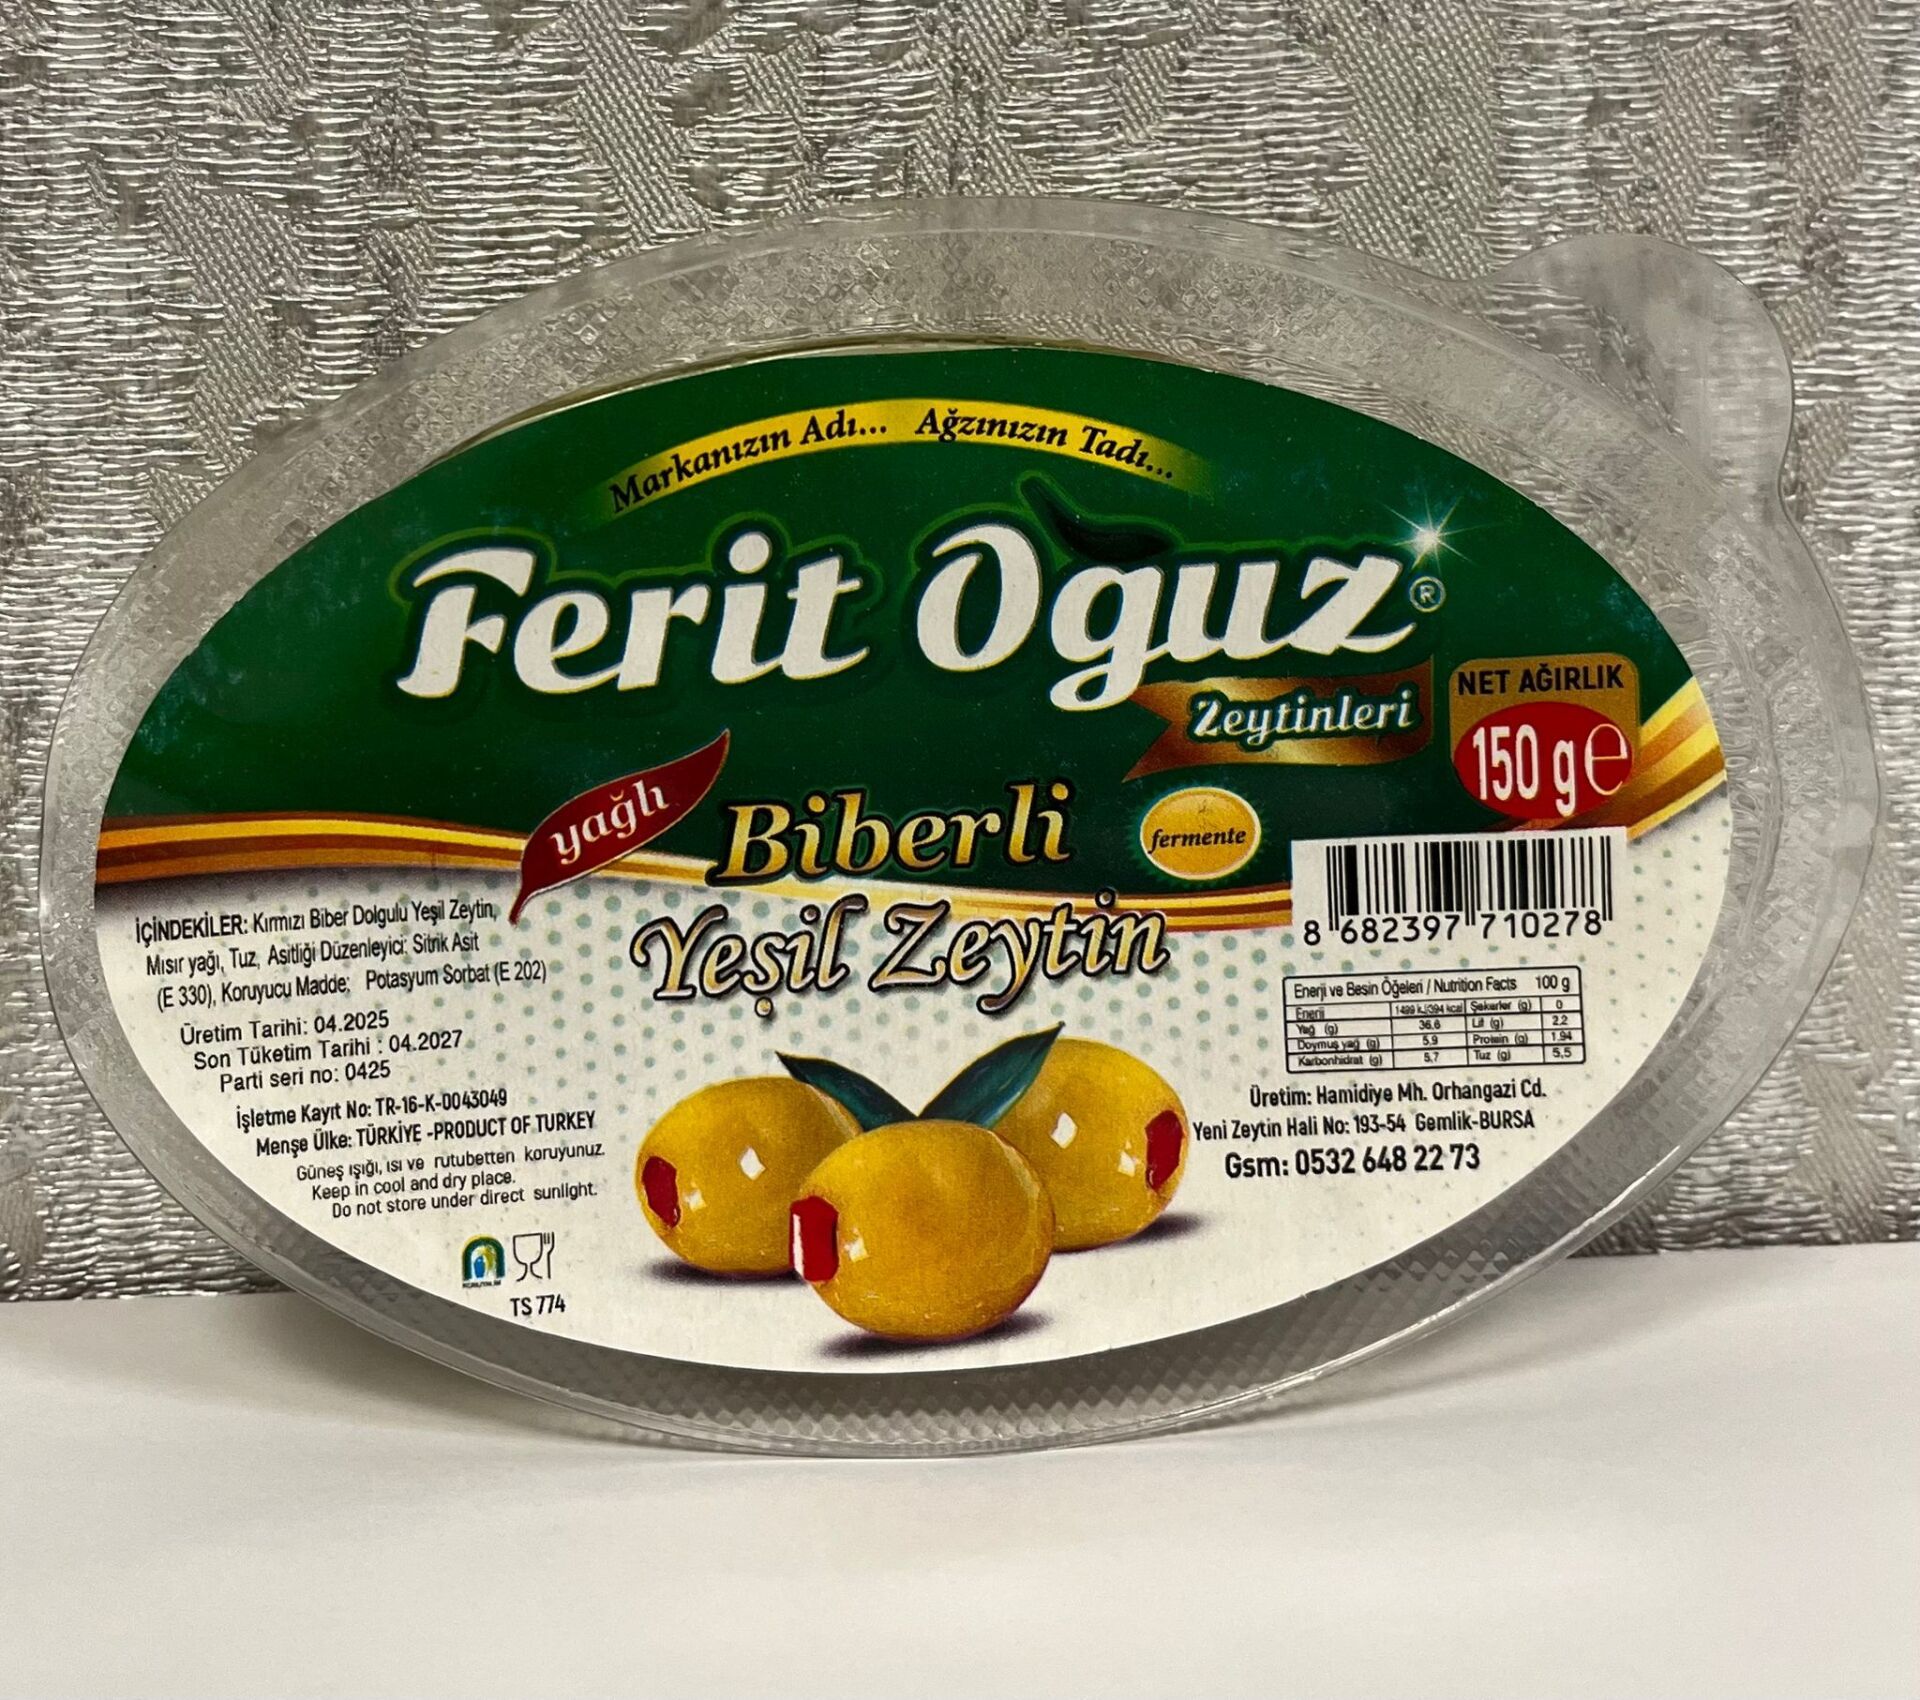 Markanızın Adı... Ağzınızın Tadı...
Ferit Oğuz®
Zeytinleri
NET AĞIRLIK
150 g e
yağlı
Biberli
fermente
Yeşil Zeytin
İÇİNDEKİLER: Kırmızı Biber Dolgulu Yeşil Zeytin,
Mısır yağı, Tuz, Asitliği Düzenleyici: Sitrik Asit
(E 330), Koruyucu Madde: Potasyum Sorbat (E 202)
Üretim Tarihi: 04.2025
Son Tüketim Tarihi : 04.2027
Parti seri no: 0425
İşletme Kayıt No: TR-16-K-0043049
Menşe Ülke: TÜRKİYE -PRODUCT OF TURKEY
Güneş ışığı, ısı ve rutubetten koruyunuz.
Keep in cool and dry place.
Do not store under direct sunlight.
TS 774
8 682397 710278
Enerji ve Besin Öğeleri / Nutrition Facts 100 g
Enerji 1499 kJ/394 kcal Şekerler (g) 0
Yağ (g) 36.6 Lif (g) 2.2
Doymuş yağ (g) 5.9 Protein (g) 1.94
Karbonhidrat (g) 5.7 Tuz (g) 5.5
Üretim: Hamidiye Mh. Orhangazi Cd.
Yeni Zeytin Hali No: 193-54 Gemlik-BURSA
Gsm: 0532 648 22 73